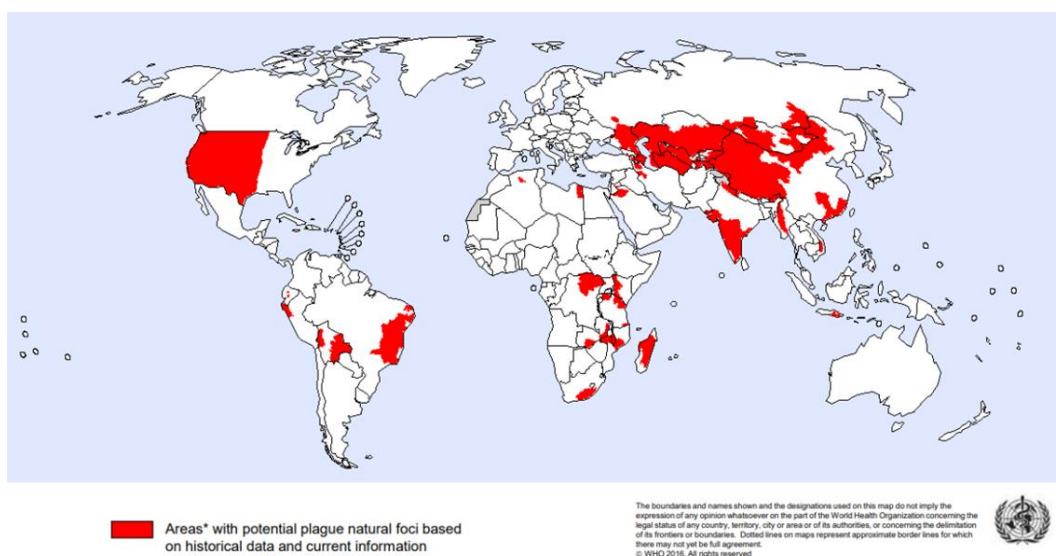 Areas* with potential plague natural foci based
on historical data and current information
The boundaries and names shown and the designations used on this map do not imply the
expression of any opinion whatsoever on the part of the World Health Organization concerning the
legal status of any country, territory, city or area or of its authorities, or concerning the delimitation
of its frontiers or boundaries. Dotted lines on maps represent approximate border lines for which
there may not yet be full agreement.
© WHO 2016. All rights reserved